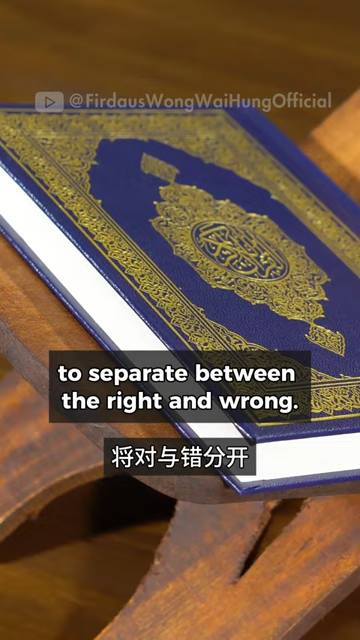 @FirdausWongWaiHungOfficial
to separate between
the right and wrong.
将对与错分开